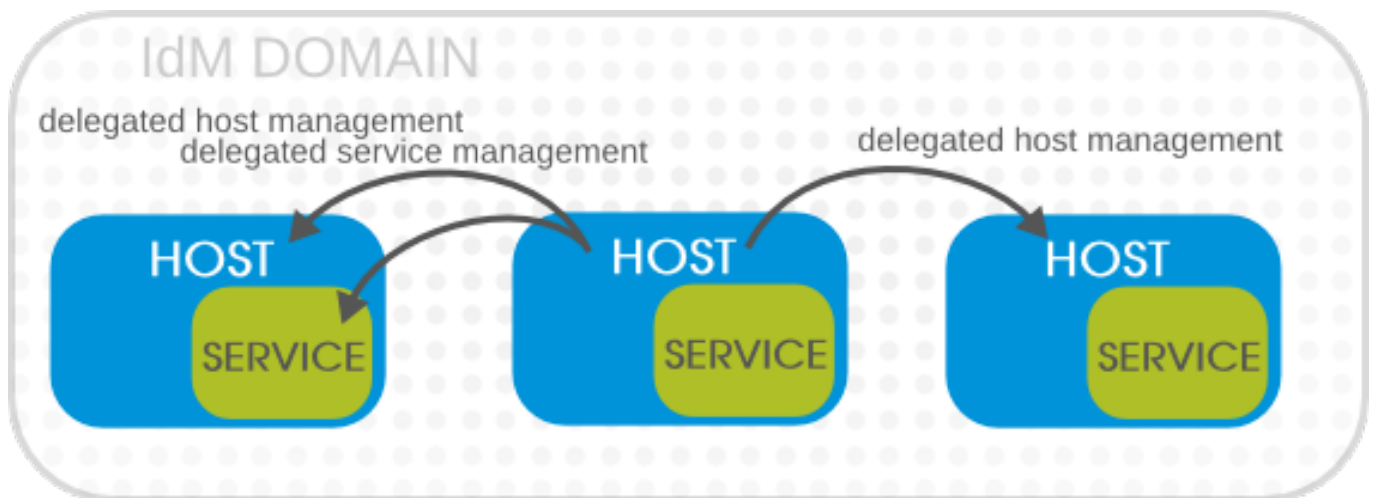 IdM DOMAIN
delegated host management
delegated service management
delegated host management
HOST
SERVICE
HOST
SERVICE
HOST
SERVICE